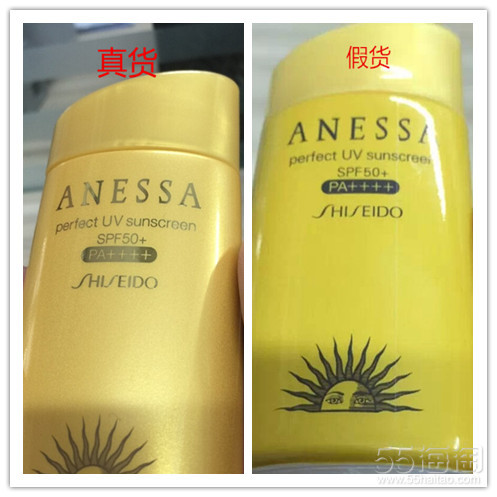 真货
ANESSA
perfect UV sunscreen
SPF50+
PA++++
SHISEIDO
假货
ANESSA
perfect UV sunscreen
SPF50+
PA++++
SHISEIDO
55海淘
www.55haitao.com